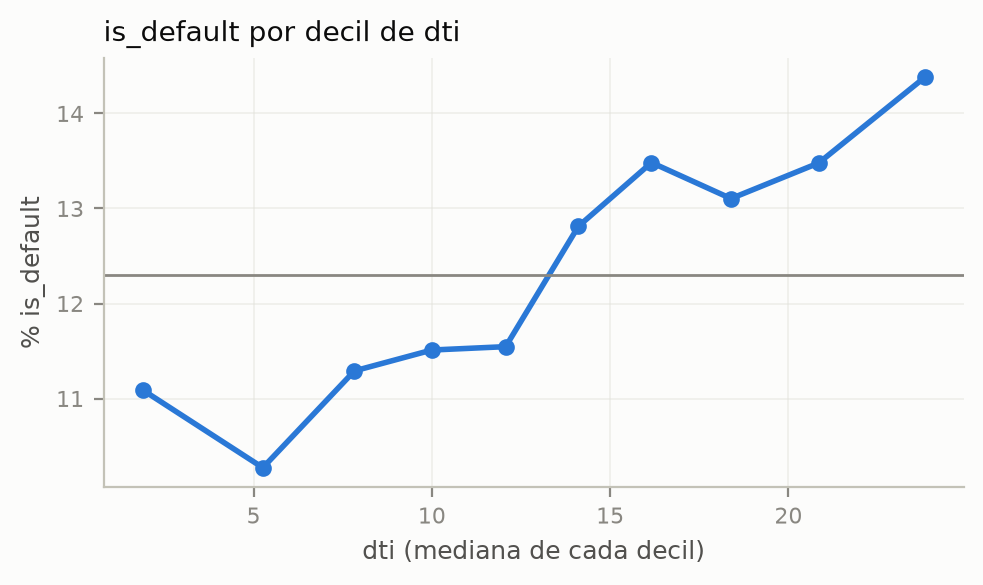 is_default por decil de dti
% is_default
14
13
12
11
5 10 15 20
dti (mediana de cada decil)